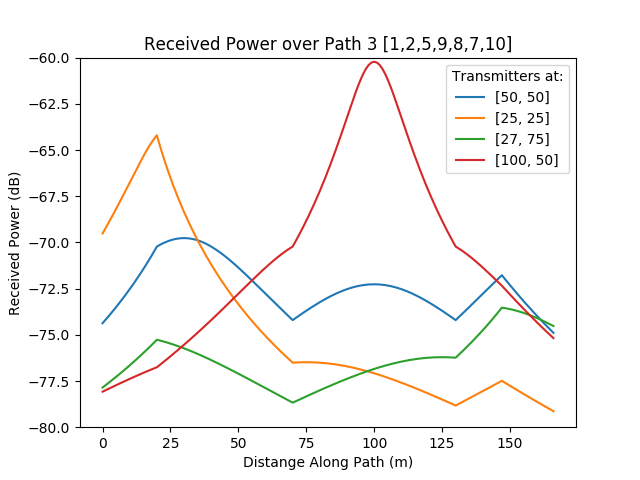 Received Power over Path 3 [1,2,5,9,8,7,10]
−60.0
−62.5
−65.0
−67.5
−70.0
−72.5
−75.0
−77.5
−80.0
Received Power (dB)
Transmitters at:
[50, 50]
[25, 25]
[27, 75]
[100, 50]
0 25 50 75 100 125 150
Distange Along Path (m)